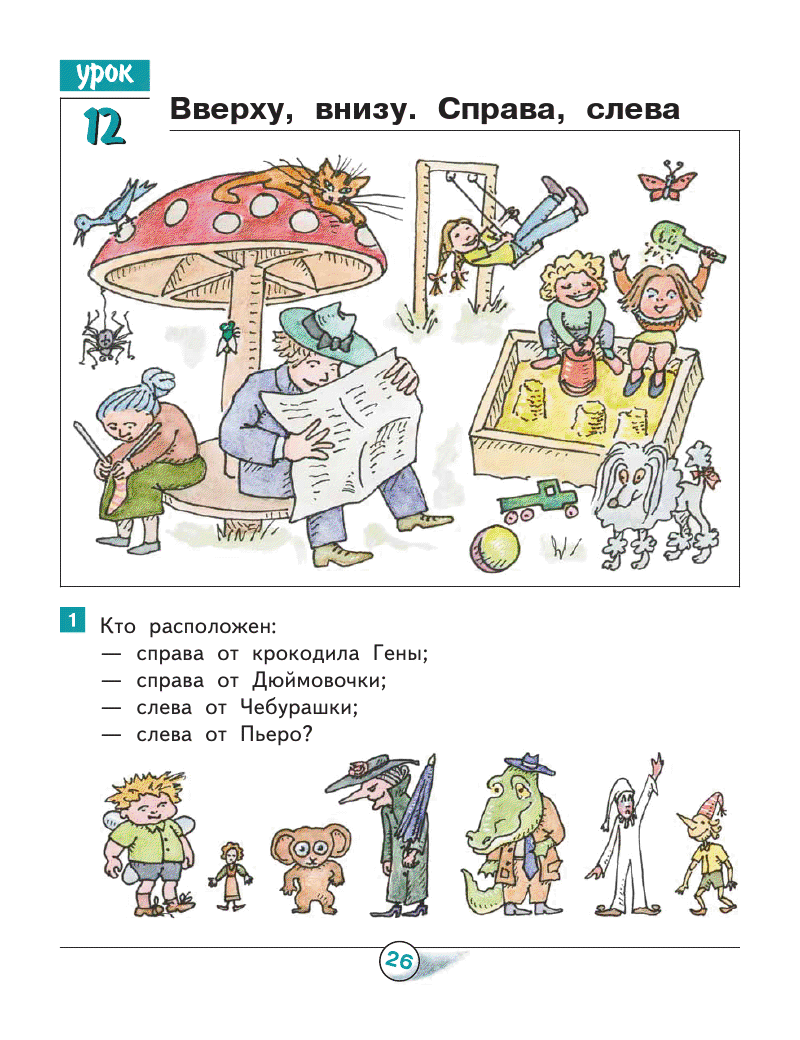 урок
12
Вверху, внизу. Справа, слева
1
Кто расположен:
— справа от крокодила Гены;
— справа от Дюймовочки;
— слева от Чебурашки;
— слева от Пьеро?
26